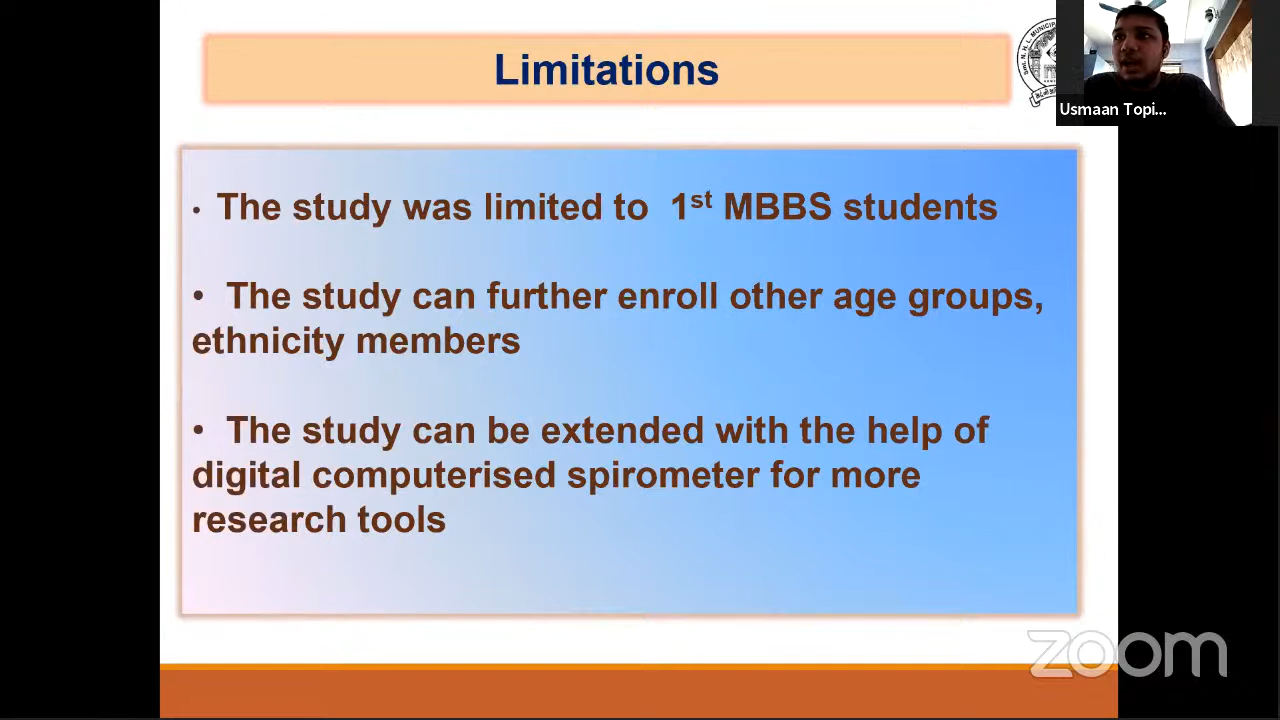 Limitations
Smt. N. H. L. MUNICIP
Usmaan Topi...
• The study was limited to 1st MBBS students
• The study can further enroll other age groups,
ethnicity members
• The study can be extended with the help of
digital computerised spirometer for more
research tools
zoom